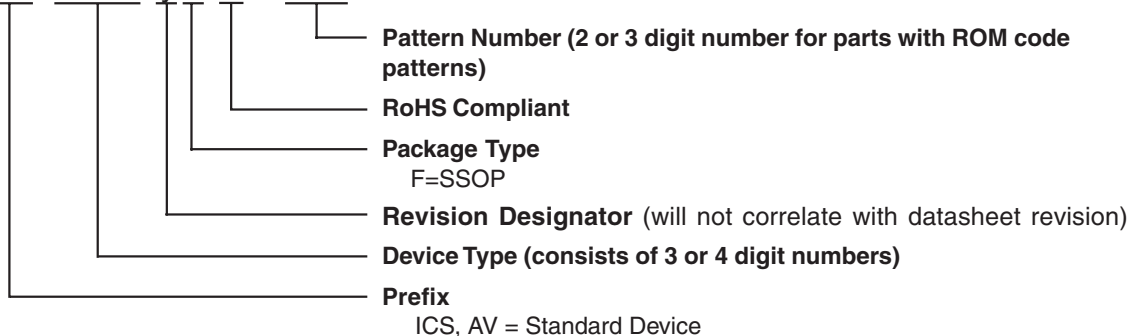 Pattern Number (2 or 3 digit number for parts with ROM code
patterns)
RoHS Compliant
Package Type
F=SSOP
Revision Designator (will not correlate with datasheet revision)
Device Type (consists of 3 or 4 digit numbers)
Prefix
ICS, AV = Standard Device